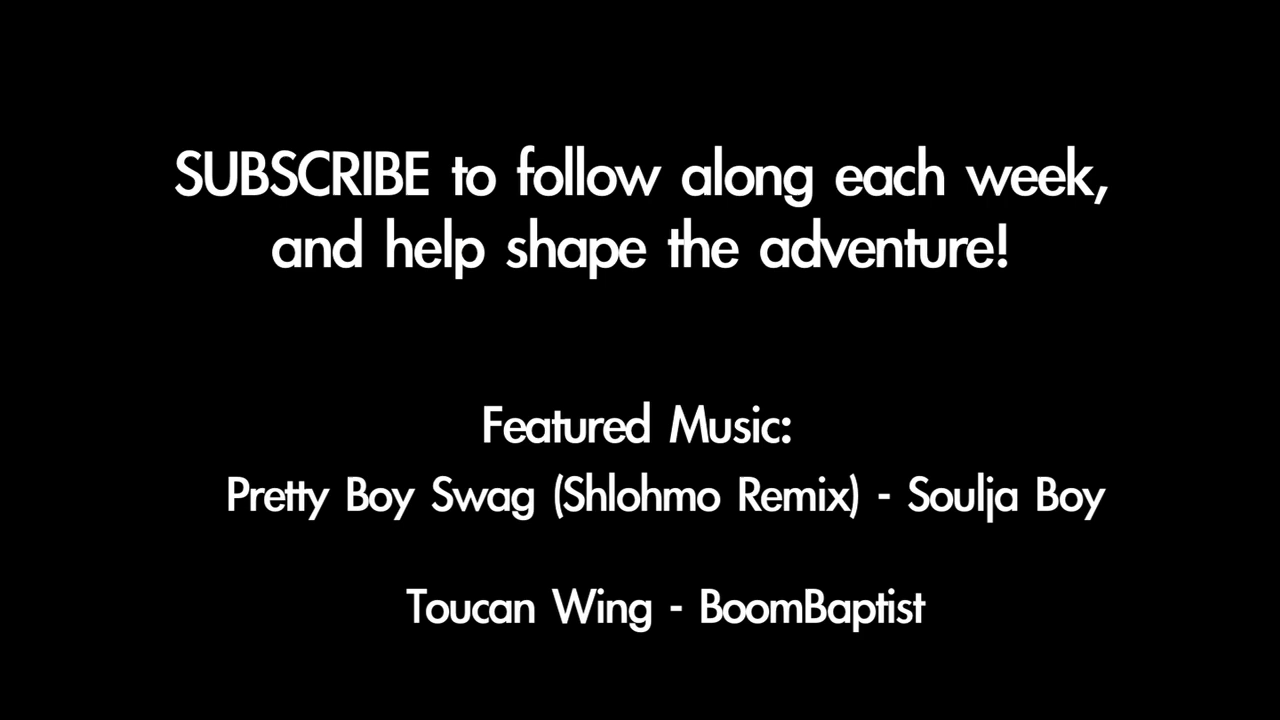 SUBSCRIBE to follow along each week,
and help shape the adventure!
Featured Music:
Pretty Boy Swag (Shlohmo Remix) - Soulja Boy
Toucan Wing - BoomBaptist